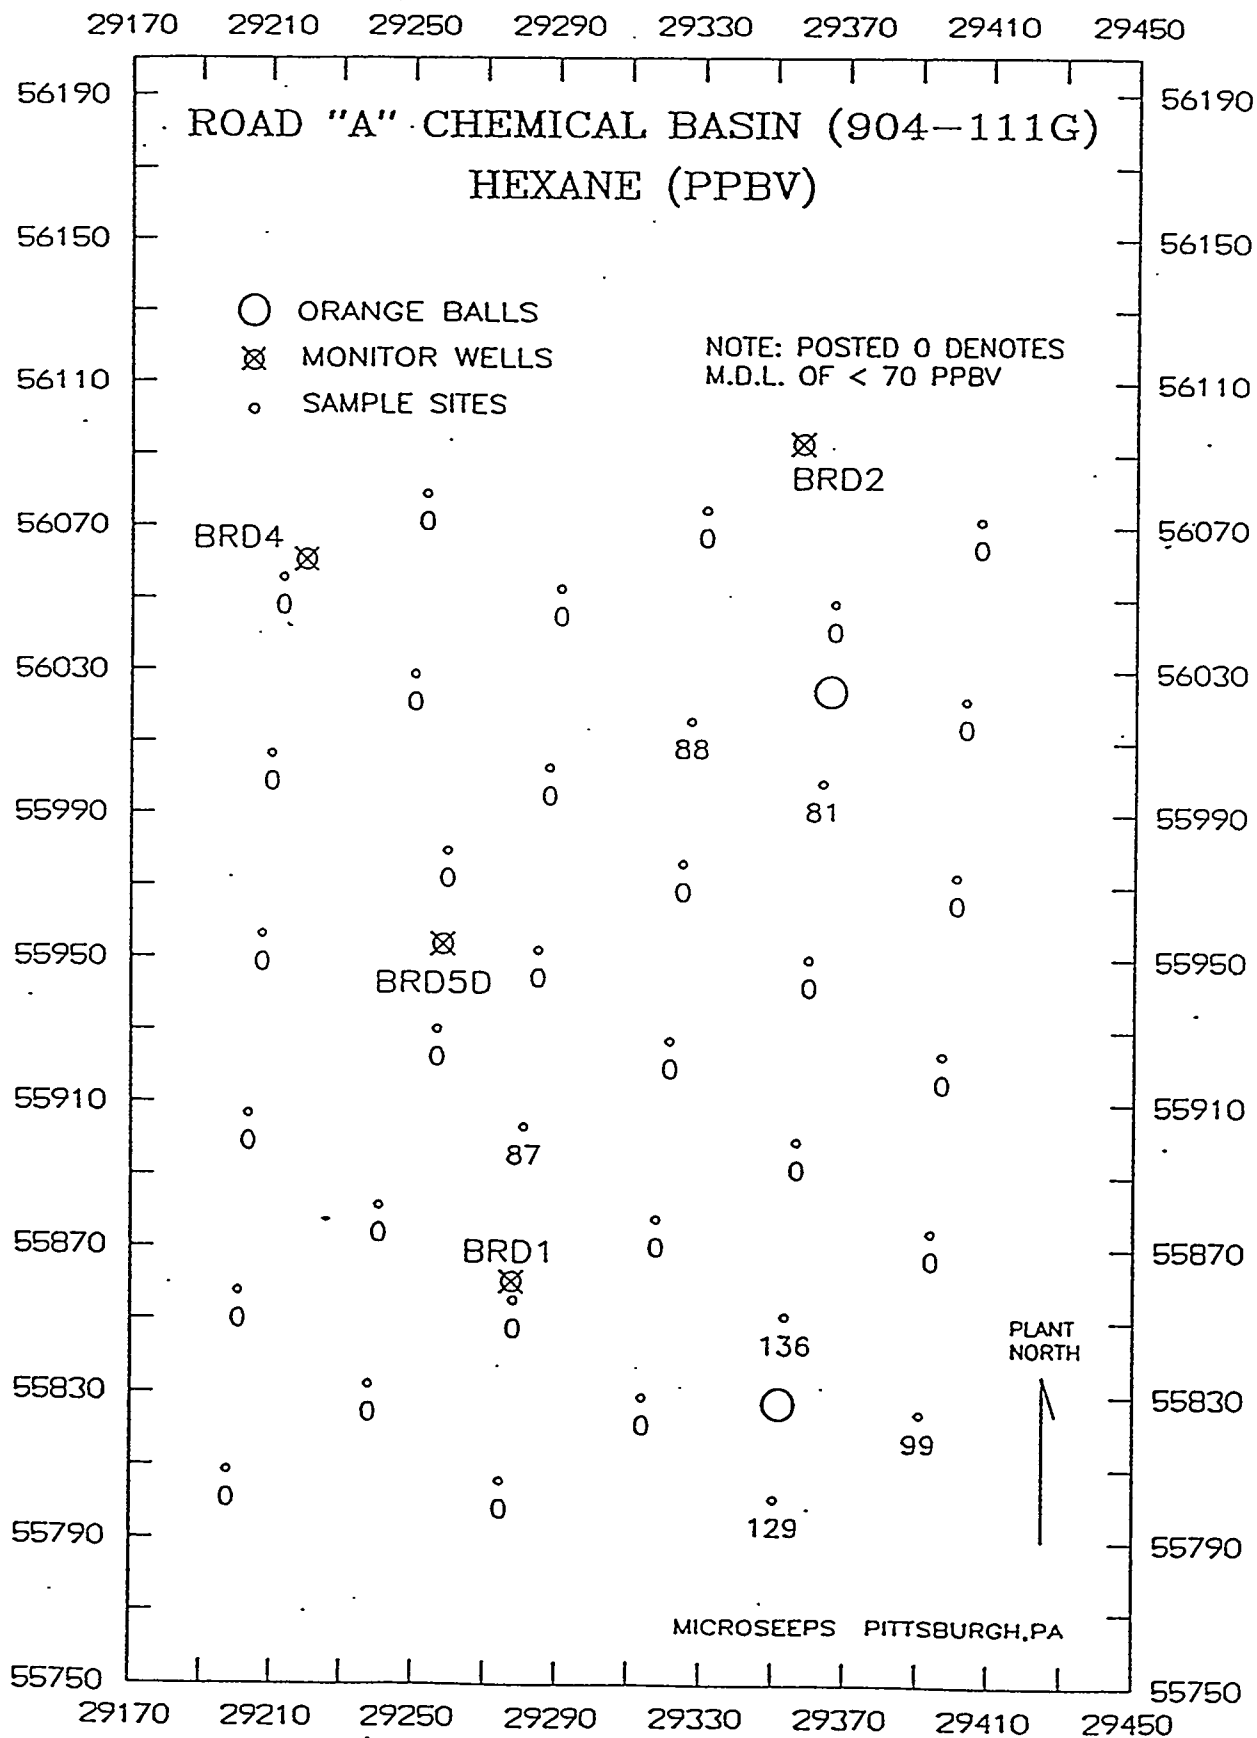 29170 29210 29250 29290 29330 29370 29410 29450
56190 56190
ROAD "A" CHEMICAL BASIN (904-111G)
HEXANE (PPBV)
56150 56150
ORANGE BALLS
MONITOR WELLS
SAMPLE SITES
NOTE: POSTED 0 DENOTES
M.D.L. OF < 70 PPBV
56110 56110
BRD2
0 0 0
56070 56070
BRD4
0 0 0
56030 56030
0 0
88
0 0
81
55990 55990
0 0 0
55950 55950
0 0 0
BRD5D
0 0 0
55910 55910
0 87 0
0 0 0
55870 55870
BRD1
0 0 136
PLANT
NORTH
55830 55830
0 0 99
0 0 129
55790 55790
MICROSEEPS PITTSBURGH,PA
55750 55750
29170 29210 29250 29290 29330 29370 29410 29450